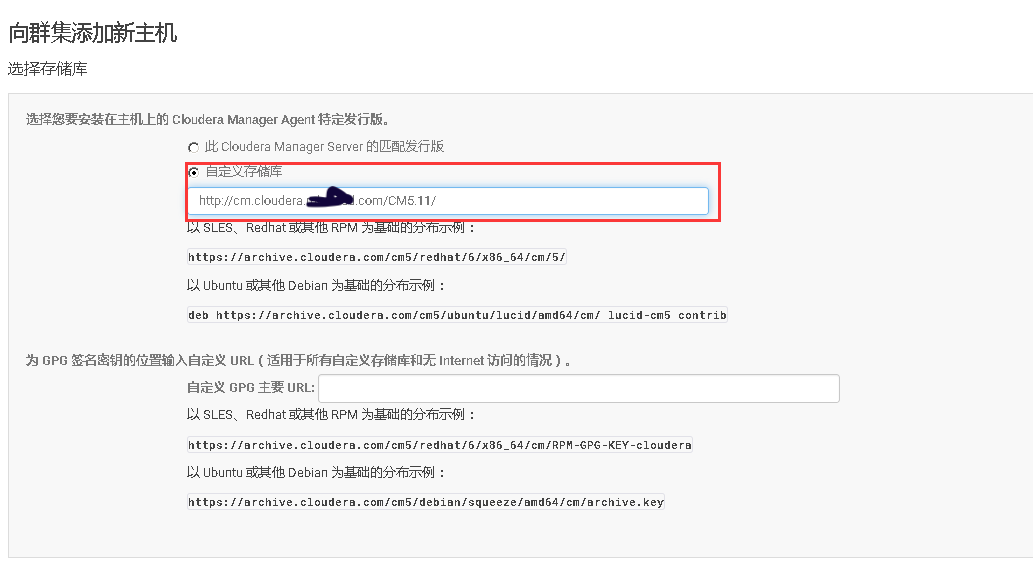 向群集添加新主机
选择存储库
选择您要安装在主机上的 Cloudera Manager Agent 特定发行版。
此 Cloudera Manager Server 的匹配发行版
自定义存储库
http://cm.cloudera. .com/CM5.11/
以 SLES、Redhat 或其他 RPM 为基础的分布示例：
https://archive.cloudera.com/cm5/redhat/6/x86_64/cm/5/
以 Ubuntu 或其他 Debian 为基础的分布示例：
deb https://archive.cloudera.com/cm5/ubuntu/lucid/amd64/cm/ lucid-cm5 contrib
为 GPG 签名密钥的位置输入自定义 URL（适用于所有自定义存储库和无 Internet 访问的情况）。
自定义 GPG 主要 URL:
以 SLES、Redhat 或其他 RPM 为基础的分布示例：
https://archive.cloudera.com/cm5/redhat/6/x86_64/cm/RPM-GPG-KEY-cloudera
以 Ubuntu 或其他 Debian 为基础的分布示例：
https://archive.cloudera.com/cm5/debian/squeeze/amd64/cm/archive.key